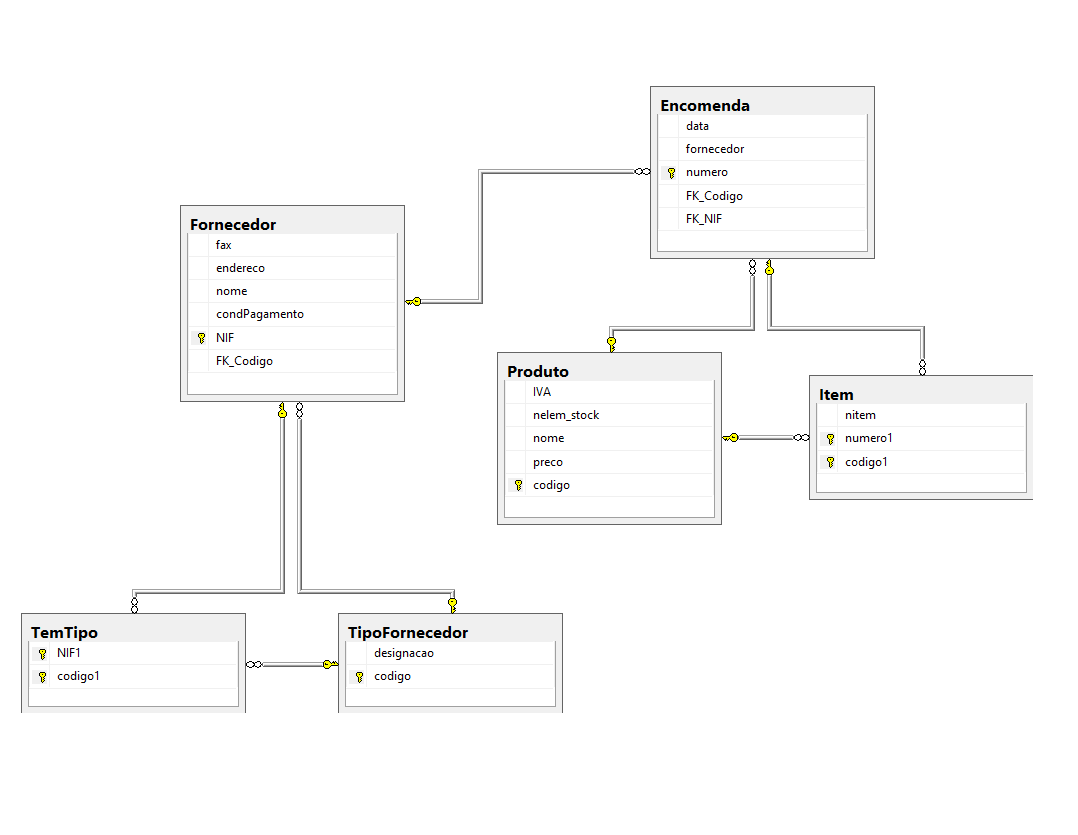 Encomenda
data
fornecedor
numero
FK_Codigo
FK_NIF
Fornecedor
fax
endereco
nome
condPagamento
NIF
FK_Codigo
Produto
IVA
nelem_stock
nome
preco
codigo
Item
nitem
numero1
codigo1
TemTipo
NIF1
codigo1
TipoFornecedor
designacao
codigo